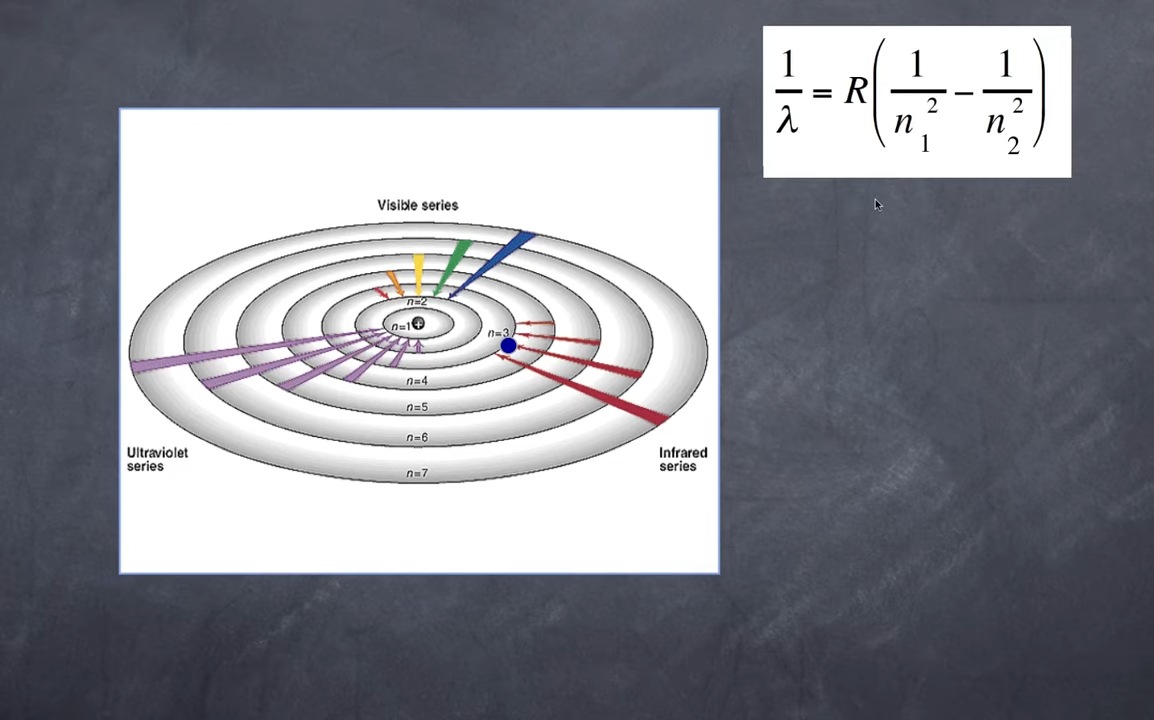 1/λ = R(1/n₁² − 1/n₂²)
Visible series
n=2
n=1 +
n=3
n=4
n=5
n=6
n=7
Ultraviolet
series
Infrared
series